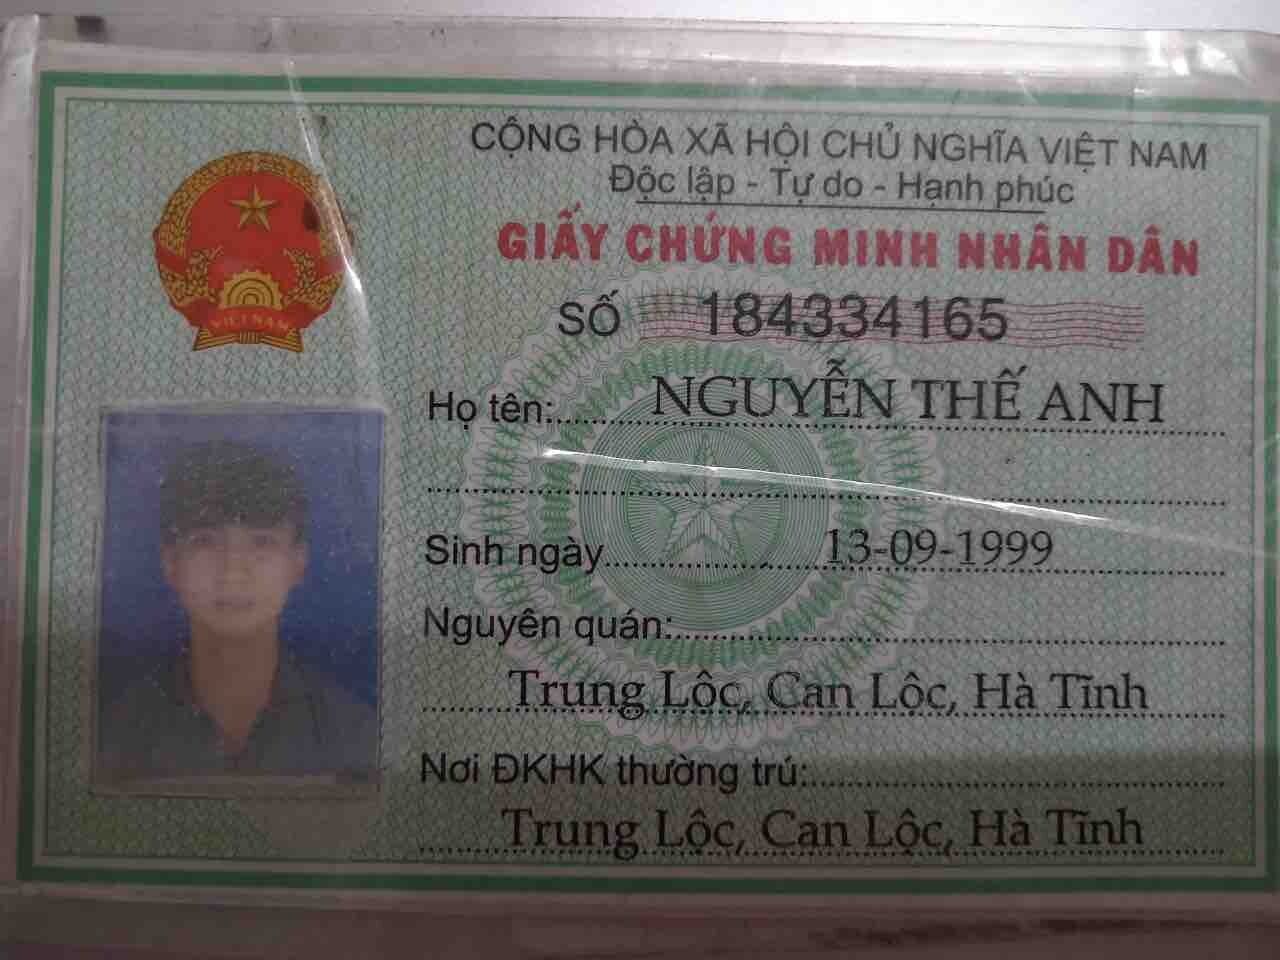 CỘNG HÒA XÃ HỘI CHỦ NGHĨA VIỆT NAM
Độc lập - Tự do - Hạnh phúc
GIẤY CHỨNG MINH NHÂN DÂN
SỐ 184334165
Họ tên: NGUYỄN THẾ ANH
Sinh ngày 13-09-1999
Nguyên quán:
Trung Lộc, Can Lộc, Hà Tĩnh
Nơi ĐKHK thường trú:
Trung Lộc, Can Lộc, Hà Tĩnh
VIET NAM